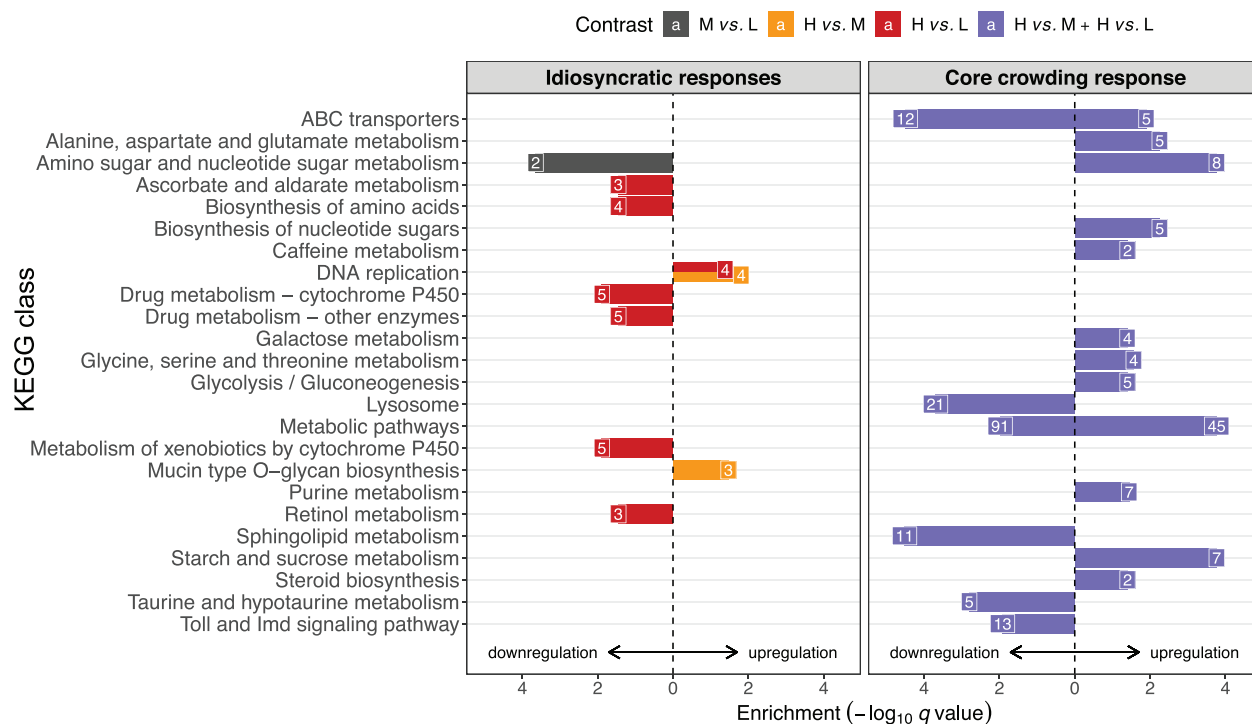 Contrast a M vs. L a H vs. M a H vs. L a H vs. M + H vs. L
Idiosyncratic responses Core crowding response
KEGG class
ABC transporters 12 5
Alanine, aspartate and glutamate metabolism 5
Amino sugar and nucleotide sugar metabolism 2 8
Ascorbate and aldarate metabolism 3
Biosynthesis of amino acids 4
Biosynthesis of nucleotide sugars 5
Caffeine metabolism 2
DNA replication 4 4
Drug metabolism − cytochrome P450 5
Drug metabolism − other enzymes 5
Galactose metabolism 4
Glycine, serine and threonine metabolism 4
Glycolysis / Gluconeogenesis 5
Lysosome 21
Metabolic pathways 91 45
Metabolism of xenobiotics by cytochrome P450 5
Mucin type O−glycan biosynthesis 3
Purine metabolism 7
Retinol metabolism 3
Sphingolipid metabolism 11
Starch and sucrose metabolism 7
Steroid biosynthesis 2
Taurine and hypotaurine metabolism 5
Toll and Imd signaling pathway 13
downregulation upregulation downregulation upregulation
4 2 0 2 4 4 2 0 2 4
Enrichment (−log10 q value)